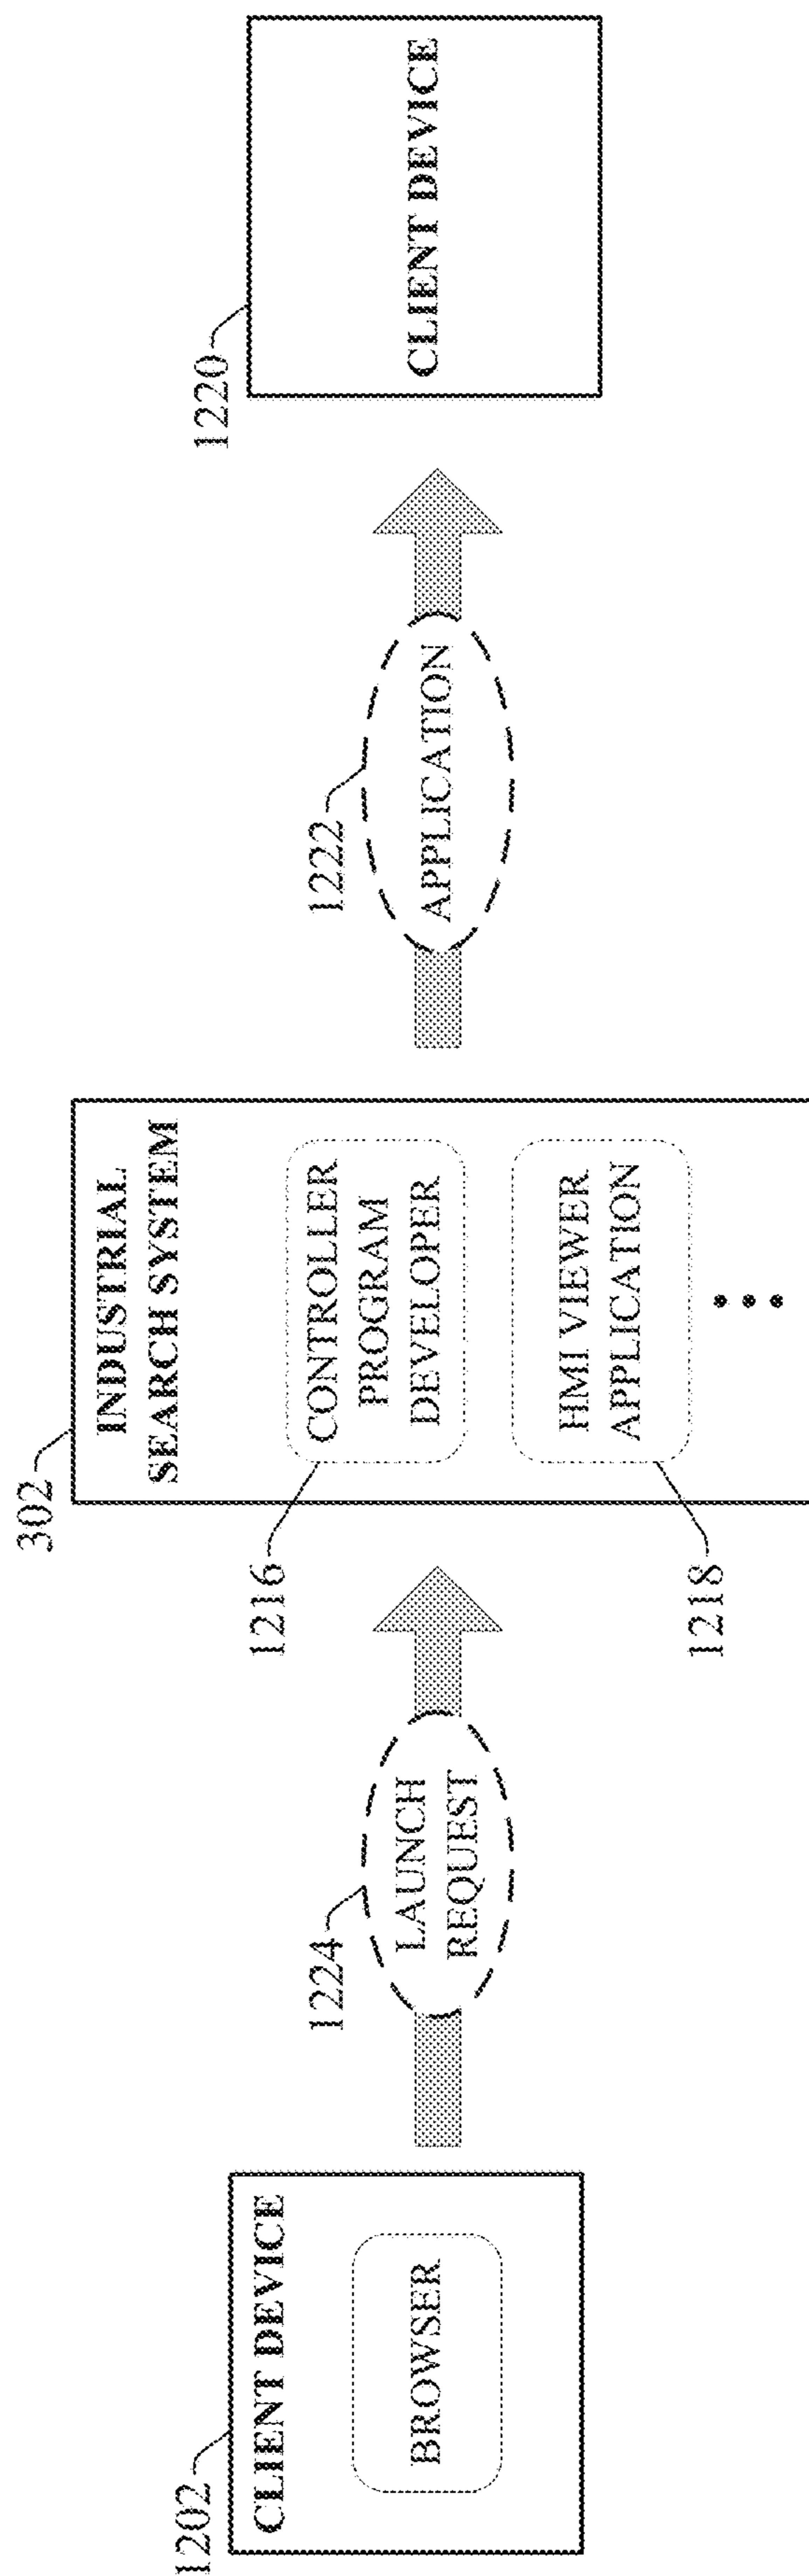 1202
CLIENT DEVICE
BROWSER
1224
LAUNCH
REQUEST
302
INDUSTRIAL
SEARCH SYSTEM
1216
CONTROLLER
PROGRAM
DEVELOPER
1218
HMI VIEWER
APPLICATION
1222
APPLICATION
1220
CLIENT DEVICE